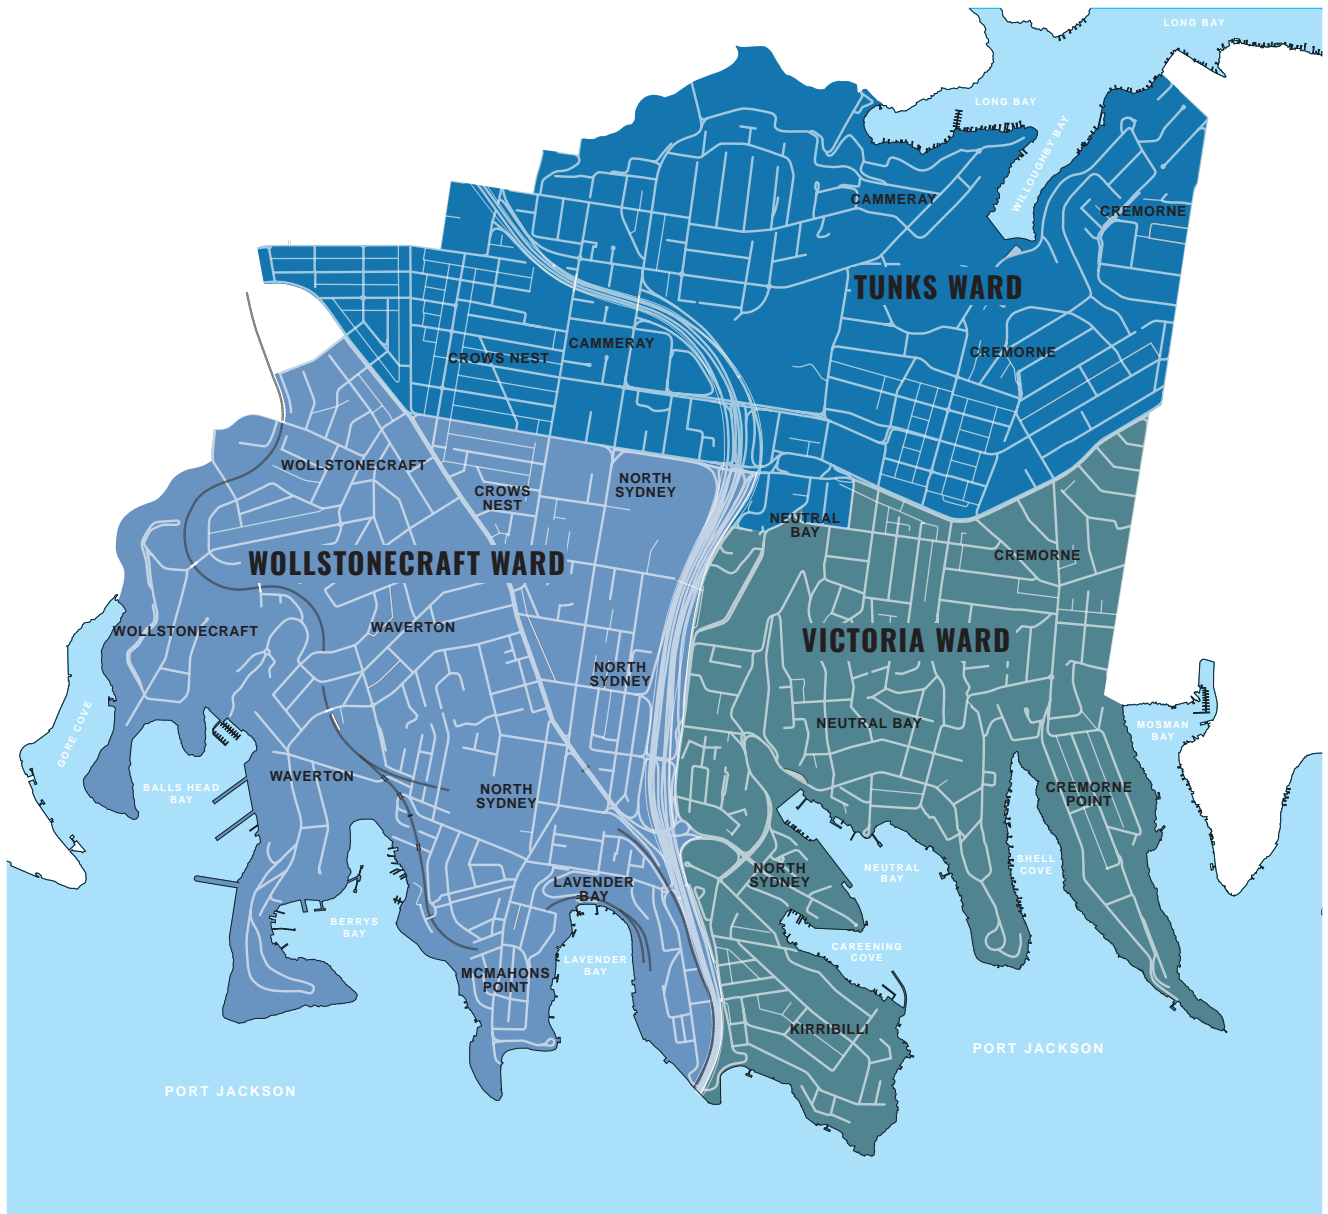 LONG BAY
LONG BAY
WILLOUGHBY BAY
CAMMERAY
CREMORNE
TUNKS WARD
CAMMERAY
CROWS NEST
CREMORNE
WOLLSTONECRAFT
CROWS
NEST
NORTH
SYDNEY
NEUTRAL
BAY
CREMORNE
WOLLSTONECRAFT WARD
WOLLSTONECRAFT
WAVERTON
VICTORIA WARD
NORTH
SYDNEY
NEUTRAL BAY
GORE COVE
MOSMAN
BAY
WAVERTON
BALLS HEAD
BAY
NORTH
SYDNEY
CREMORNE
POINT
SHELL
COVE
NORTH
SYDNEY
NEUTRAL
BAY
LAVENDER
BAY
BERRYS
BAY
CAREENING
COVE
LAVENDER
BAY
MCMAHONS
POINT
KIRRIBILLI
PORT JACKSON
PORT JACKSON